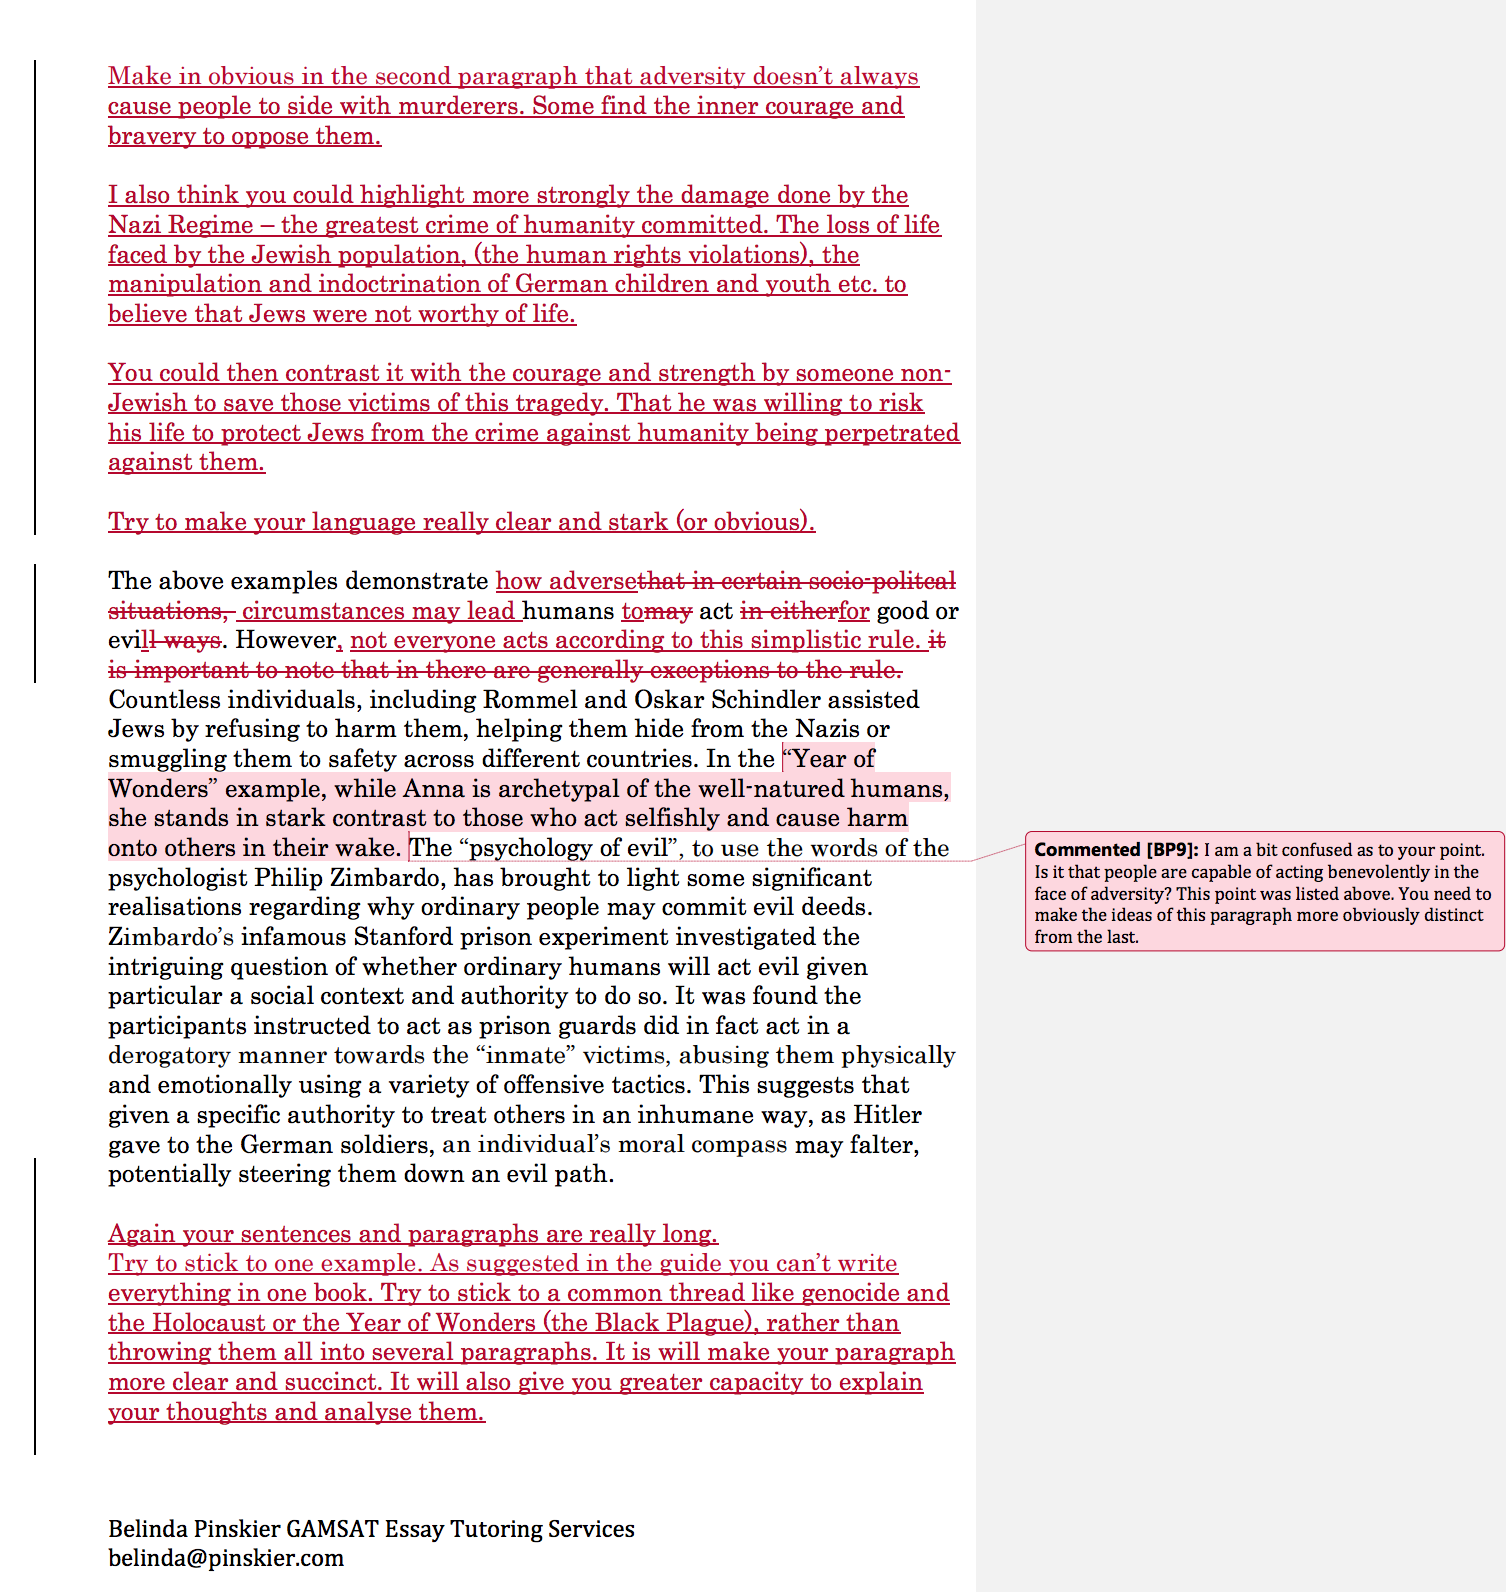 Make in obvious in the second paragraph that adversity doesn’t always
cause people to side with murderers. Some find the inner courage and
bravery to oppose them.
I also think you could highlight more strongly the damage done by the
Nazi Regime – the greatest crime of humanity committed. The loss of life
faced by the Jewish population, (the human rights violations), the
manipulation and indoctrination of German children and youth etc. to
believe that Jews were not worthy of life.
You could then contrast it with the courage and strength by someone non-
Jewish to save those victims of this tragedy. That he was willing to risk
his life to protect Jews from the crime against humanity being perpetrated
against them.
Try to make your language really clear and stark (or obvious).
The above examples demonstrate how adversethat in certain socio-politcal
situations, circumstances may lead humans tomay act in eitherfor good or
evill ways. However, not everyone acts according to this simplistic rule. it
is important to note that in there are generally exceptions to the rule.
Countless individuals, including Rommel and Oskar Schindler assisted
Jews by refusing to harm them, helping them hide from the Nazis or
smuggling them to safety across different countries. In the “Year of
Wonders” example, while Anna is archetypal of the well-natured humans,
she stands in stark contrast to those who act selfishly and cause harm
onto others in their wake. The “psychology of evil”, to use the words of the
psychologist Philip Zimbardo, has brought to light some significant
realisations regarding why ordinary people may commit evil deeds.
Zimbardo’s infamous Stanford prison experiment investigated the
intriguing question of whether ordinary humans will act evil given
particular a social context and authority to do so. It was found the
participants instructed to act as prison guards did in fact act in a
derogatory manner towards the “inmate” victims, abusing them physically
and emotionally using a variety of offensive tactics. This suggests that
given a specific authority to treat others in an inhumane way, as Hitler
gave to the German soldiers, an individual’s moral compass may falter,
potentially steering them down an evil path.
Again your sentences and paragraphs are really long.
Try to stick to one example. As suggested in the guide you can’t write
everything in one book. Try to stick to a common thread like genocide and
the Holocaust or the Year of Wonders (the Black Plague), rather than
throwing them all into several paragraphs. It is will make your paragraph
more clear and succinct. It will also give you greater capacity to explain
your thoughts and analyse them.
Commented [BP9]: I am a bit confused as to your point.
Is it that people are capable of acting benevolently in the
face of adversity? This point was listed above. You need to
make the ideas of this paragraph more obviously distinct
from the last.
Belinda Pinskier GAMSAT Essay Tutoring Services
belinda@pinskier.com